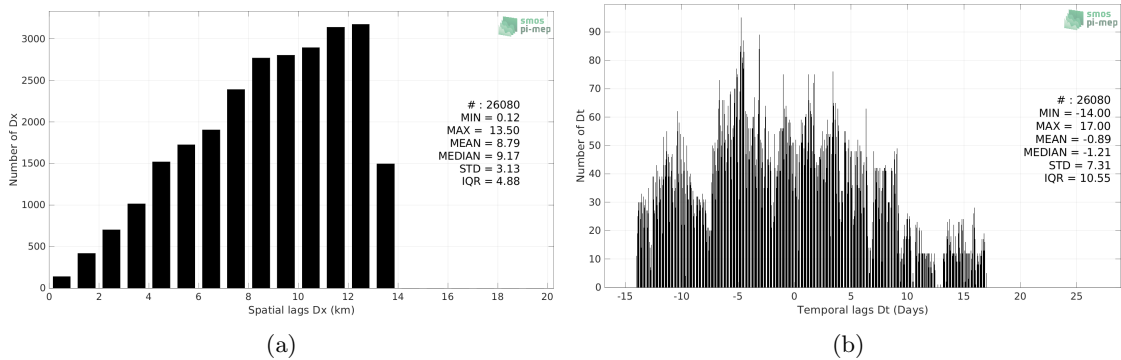 smos
pi-mep
3000
2500
2000
1500
1000
500
0
Number of Dx
# : 26080
MIN = 0.12
MAX = 13.50
MEAN = 8.79
MEDIAN = 9.17
STD = 3.13
IQR = 4.88
0 2 4 6 8 10 12 14 16 18 20
Spatial lags Dx (km)
(a)
smos
pi-mep
90
80
70
60
50
40
30
20
10
0
Number of Dt
# : 26080
MIN = -14.00
MAX = 17.00
MEAN = -0.89
MEDIAN = -1.21
STD = 7.31
IQR = 10.55
-15 -10 -5 0 5 10 15 20 25
Temporal lags Dt (Days)
(b)